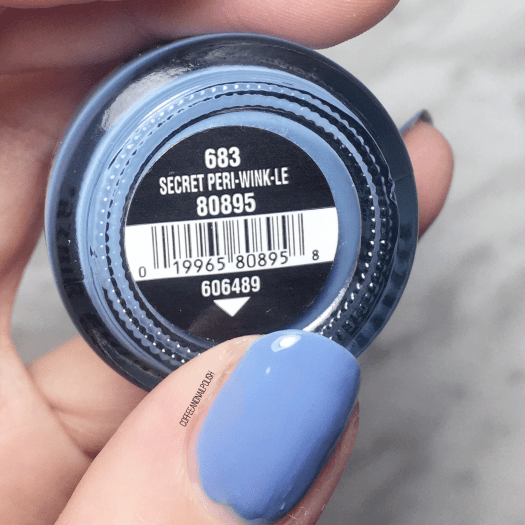 683
SECRET PERI-WINK-LE
80895
0 19965 80895 8
606489
COFFEEANDNAILPOLISH